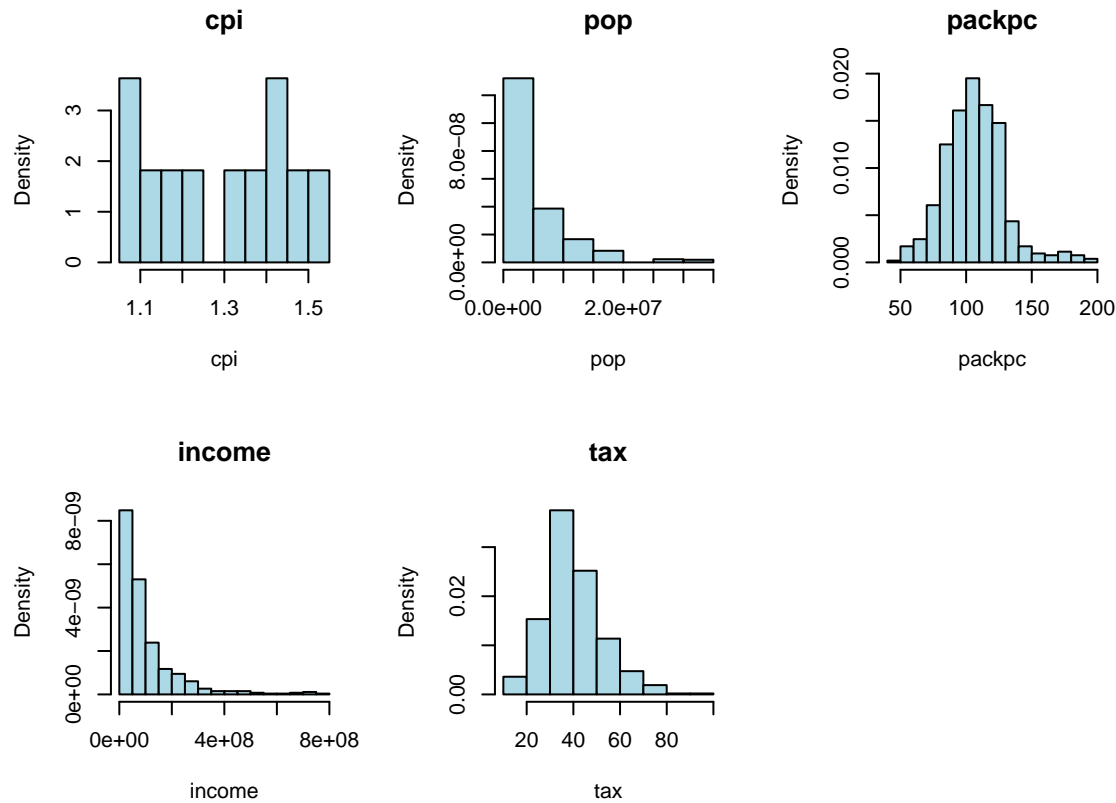 cpi
Density
0 1 2 3
1.1 1.3 1.5
cpi
pop
Density
0.0e+00 8.0e-08
0.0e+00 2.0e+07
pop
packpc
Density
0.000 0.010 0.020
50 100 150 200
packpc
income
Density
0e+00 4e-09 8e-09
0e+00 4e+08 8e+08
income
tax
Density
0.00 0.02
20 40 60 80
tax